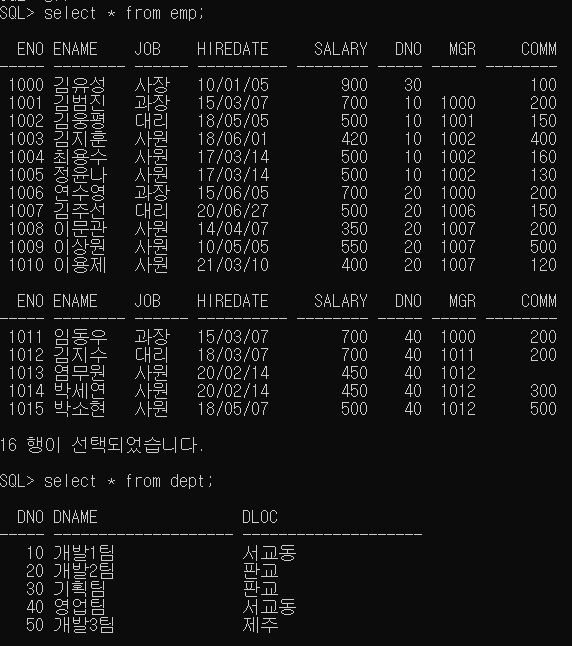 SQL> select * from emp;
ENO ENAME JOB HIREDATE SALARY DNO MGR COMM
----- -------- ------ ---------- --------- ----- ----- --------
1000 김유성 사장 10/01/05 900 30 100
1001 김범진 과장 15/03/07 700 10 1000 200
1002 김웅평 대리 18/05/05 500 10 1001 150
1003 김지훈 사원 18/06/01 420 10 1002 400
1004 최용수 사원 17/03/14 500 10 1002 160
1005 정윤나 사원 17/03/14 500 10 1002 130
1006 연수영 과장 15/06/05 700 20 1000 200
1007 김주선 대리 20/06/27 500 20 1006 150
1008 이문관 사원 14/04/07 350 20 1007 200
1009 이상원 사원 10/05/05 550 20 1007 500
1010 이용제 사원 21/03/10 400 20 1007 120
ENO ENAME JOB HIREDATE SALARY DNO MGR COMM
----- -------- ------ ---------- --------- ----- ----- --------
1011 임동우 과장 15/03/07 700 40 1000 200
1012 김지수 대리 18/03/07 700 40 1011 200
1013 염무원 사원 20/02/14 450 40 1012
1014 박세연 사원 20/02/14 450 40 1012 300
1015 박소현 사원 18/05/07 500 40 1012 500
16 행이 선택되었습니다.
SQL> select * from dept;
DNO DNAME DLOC
----- -------------------- --------------------
10 개발1팀 서교동
20 개발2팀 판교
30 기획팀 판교
40 영업팀 서교동
50 개발3팀 제주